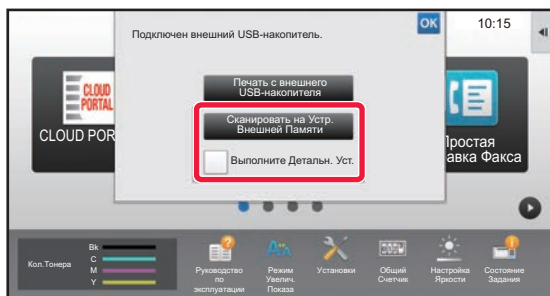 Подключен внешний USB-накопитель.
OK
10:15
Печать с внешнего
USB-накопителя
CLOUD
PORTAL
CLOUD POR
Сканировать на Устр.
Внешней Памяти
Выполните Детальн. Уст.
Простая
авка Факса
Кол.Тонера
Bk
C
M
Y
Руководство
по
эксплуатации
Режим
Увелич.
Показа
Установки
Общий
Счетчик
Настройка
Яркости
Состояние
Задания